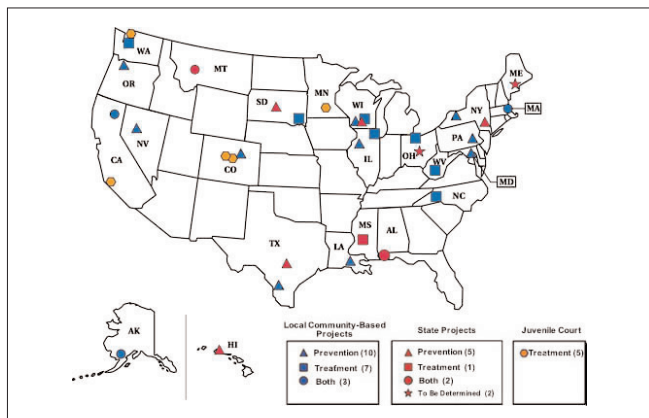 WA
MT
ME
OR
MN
SD
WI
NY
MA
PA
NV
IL
OH
WV
CA
CO
MD
NC
MS
AL
TX
LA
AK
HI
Local Community-Based
Projects
Prevention (10)
Treatment (7)
Both (3)
State Projects
Prevention (5)
Treatment (1)
Both (2)
To Be Determined (2)
Juvenile Court
Treatment (5)